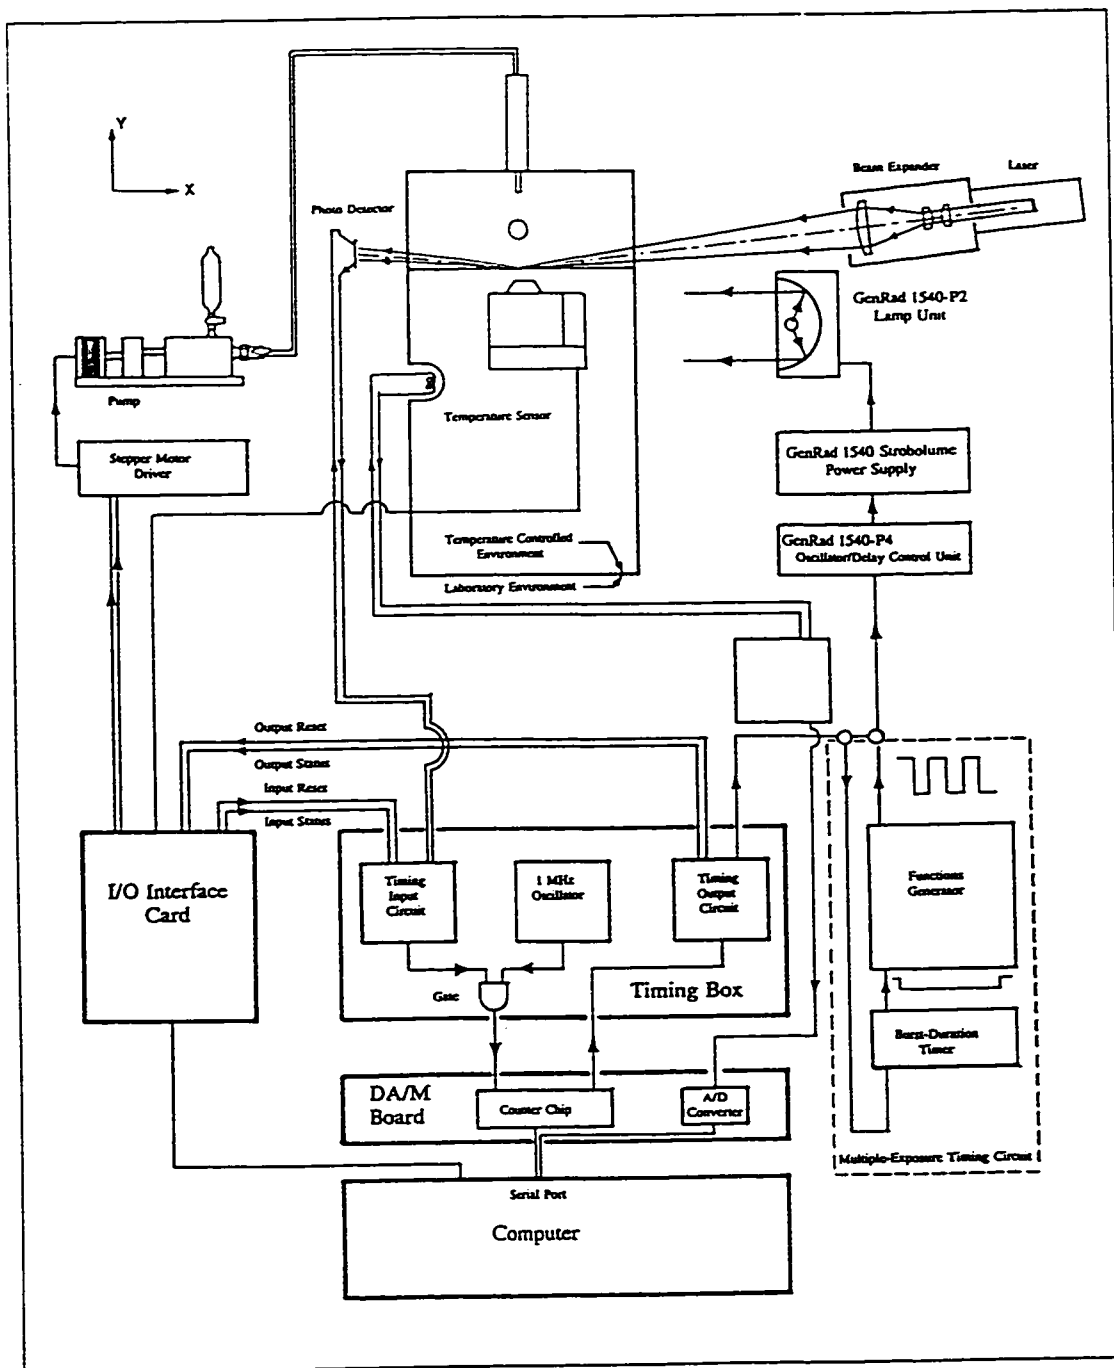 Y
X
Beam Expander
Laser
Photo Detector
GenRad 1540-P2
Lamp Unit
Pump
Temperature Sensor
Stepper Motor
Driver
GenRad 1540 Strobolume
Power Supply
GenRad 1540-P4
Oscillator/Delay Control Unit
Temperature Controlled
Environment
Laboratory Environment
Output Reset
Output Status
Input Reset
Input Status
I/O Interface
Card
Timing
Input
Circuit
1 MHz
Oscillator
Timing
Output
Circuit
Functions
Generator
Gate
Timing Box
Burst-Duration
Timer
DA/M
Board
Counter Chip
A/D
Converter
Multiple-Exposure Timing Circuit
Serial Port
Computer